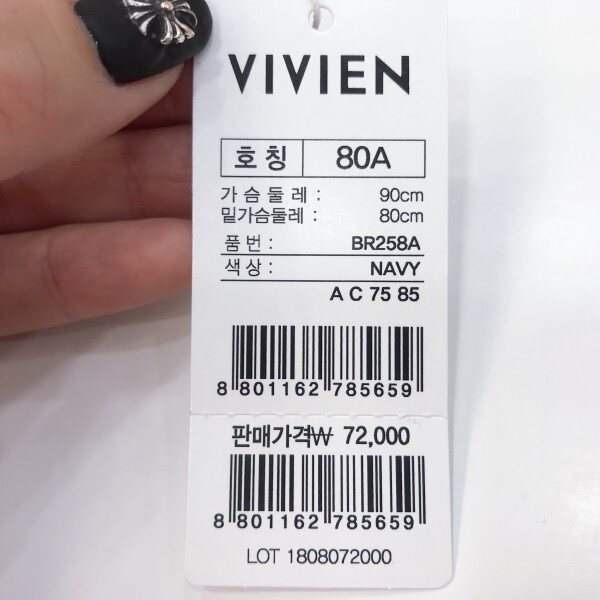 VIVIEN
호칭 80A
가 슴 둘 레 : 90cm
밑가슴둘레 : 80cm
품 번 : BR258A
색 상 : NAVY
A C 75 85
8 801162 785659
판매가격₩ 72,000
8 801162 785659
LOT 1808072000